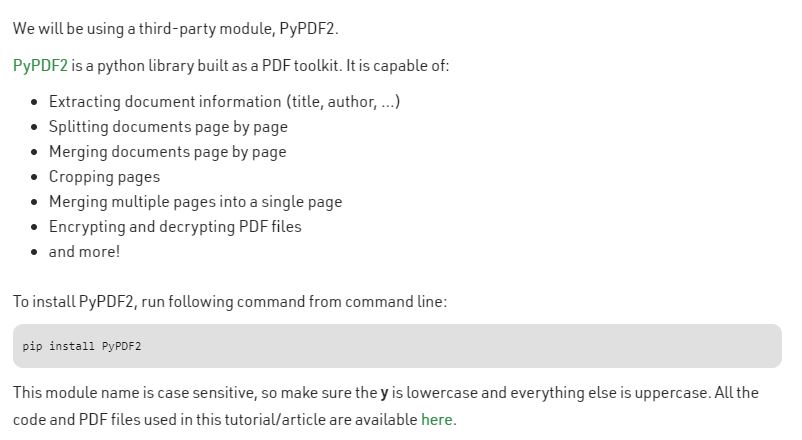 We will be using a third-party module, PyPDF2.
PyPDF2 is a python library built as a PDF toolkit. It is capable of:
• Extracting document information (title, author, …)
• Splitting documents page by page
• Merging documents page by page
• Cropping pages
• Merging multiple pages into a single page
• Encrypting and decrypting PDF files
• and more!
To install PyPDF2, run following command from command line:
pip install PyPDF2
This module name is case sensitive, so make sure the y is lowercase and everything else is uppercase. All the
code and PDF files used in this tutorial/article are available here.